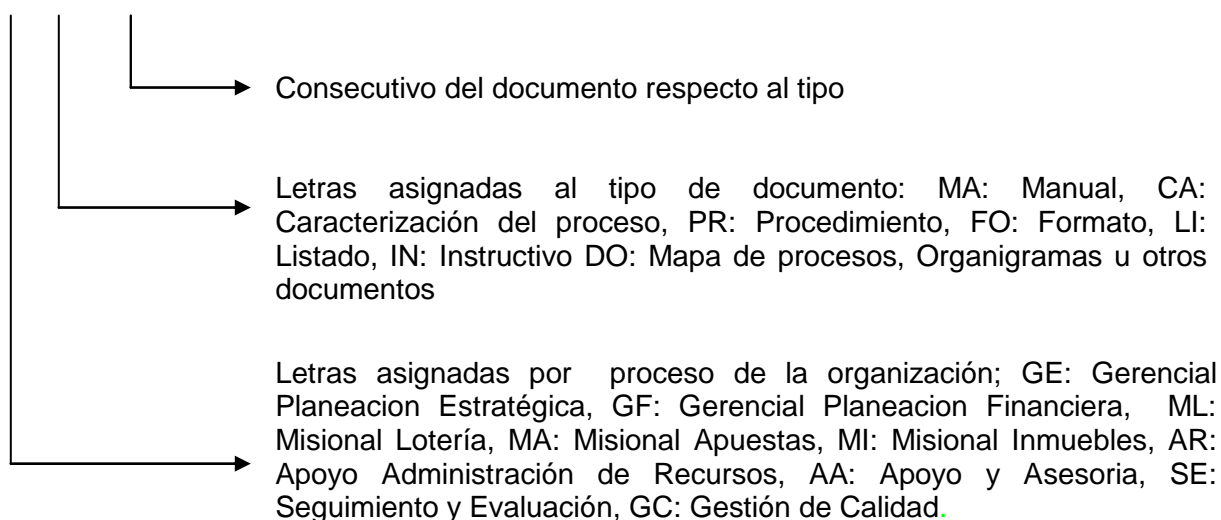 Consecutivo del documento respecto al tipo
Letras asignadas al tipo de documento: MA: Manual, CA:
Caracterización del proceso, PR: Procedimiento, FO: Formato, LI:
Listado, IN: Instructivo DO: Mapa de procesos, Organigramas u otros
documentos
Letras asignadas por proceso de la organización; GE: Gerencial
Planeacion Estratégica, GF: Gerencial Planeacion Financiera, ML:
Misional Lotería, MA: Misional Apuestas, MI: Misional Inmuebles, AR:
Apoyo Administración de Recursos, AA: Apoyo y Asesoria, SE:
Seguimiento y Evaluación, GC: Gestión de Calidad.